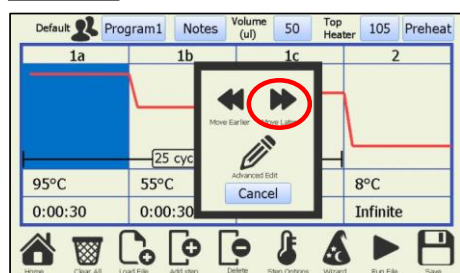 Default Program1 Notes Volume (ul) 50 Top Heater 105 Preheat
1a 1b 1c 2
Move Earlier Move Later
25 cyc
Advanced Edit
Cancel
95°C 55°C 8°C
0:00:30 0:00:30 Infinite
Home Clear All Load File Add step Delete Step Options Wizard Run File Save